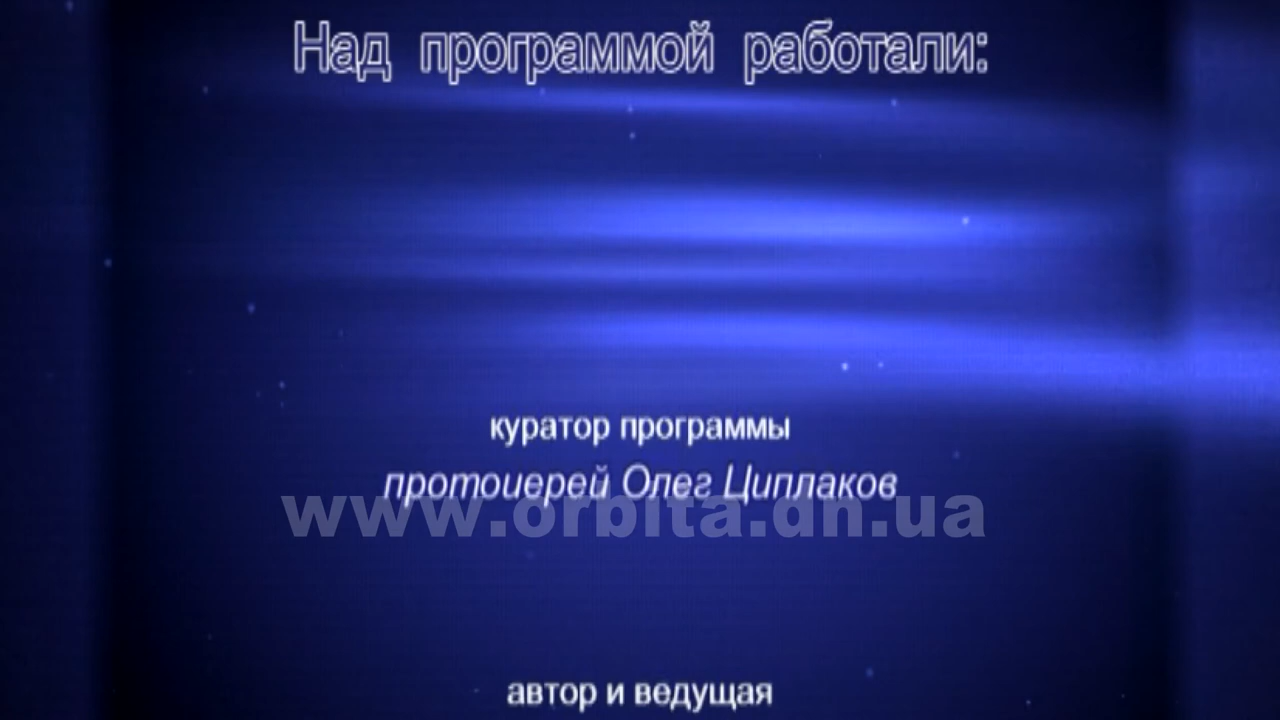 Над программой работали:
куратор программы
протоиерей Олег Циплаков
www.orbita.dn.ua
автор и ведущая